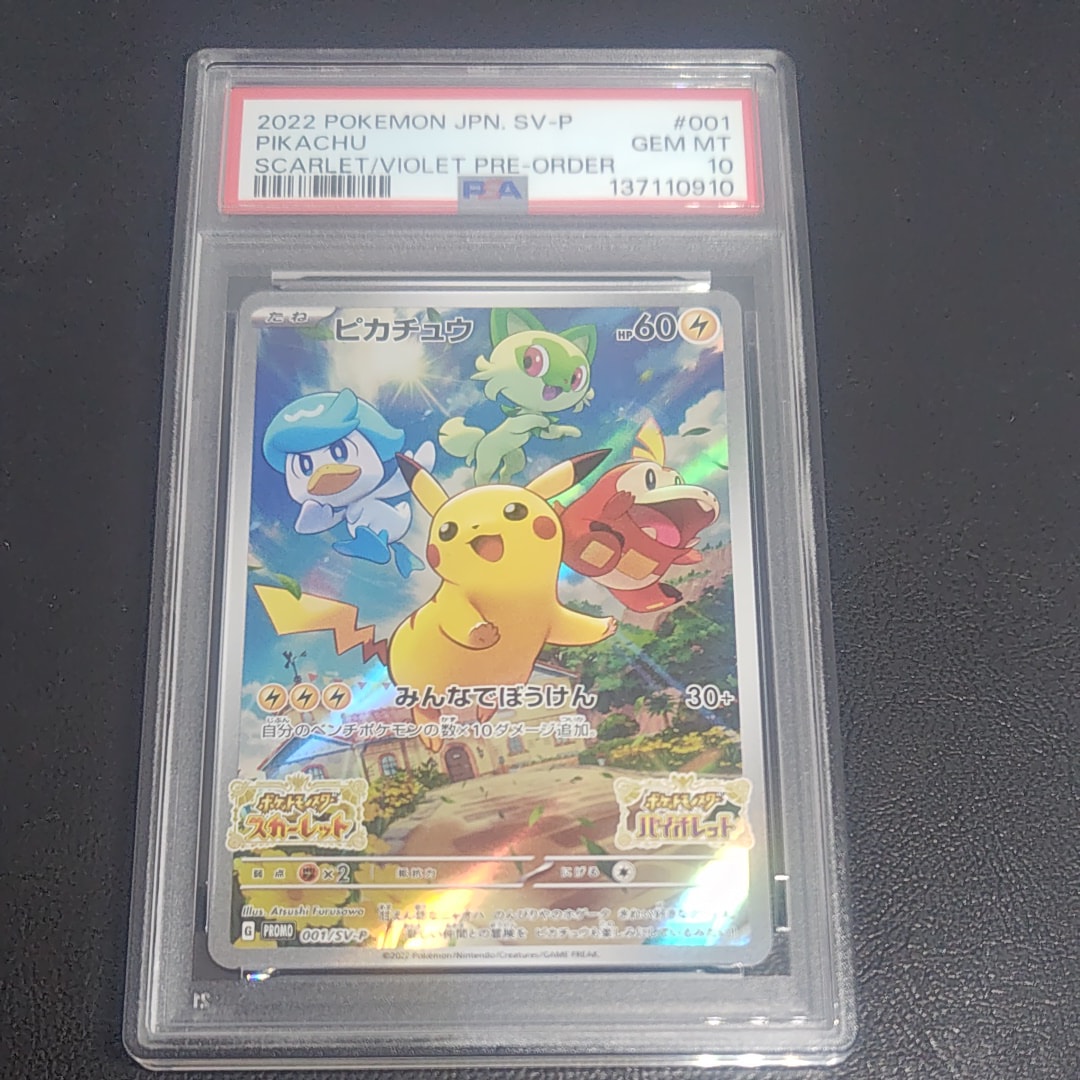 2022 POKEMON JPN. SV-P #001
PIKACHU GEM MT
SCARLET/VIOLET PRE-ORDER 10
PSA 137110910
たね ピカチュウ HP60
みんなでぼうけん 30+
自分のベンチポケモンの数×10ダメージ追加。
ポケットモンスター スカーレット
ポケットモンスター バイオレット
弱点 ×2 抵抗力 にげる
Illus. Atsushi Furusawa
G PROMO 001/SV-P
©2022 Pokémon/Nintendo/Creatures/GAME FREAK.